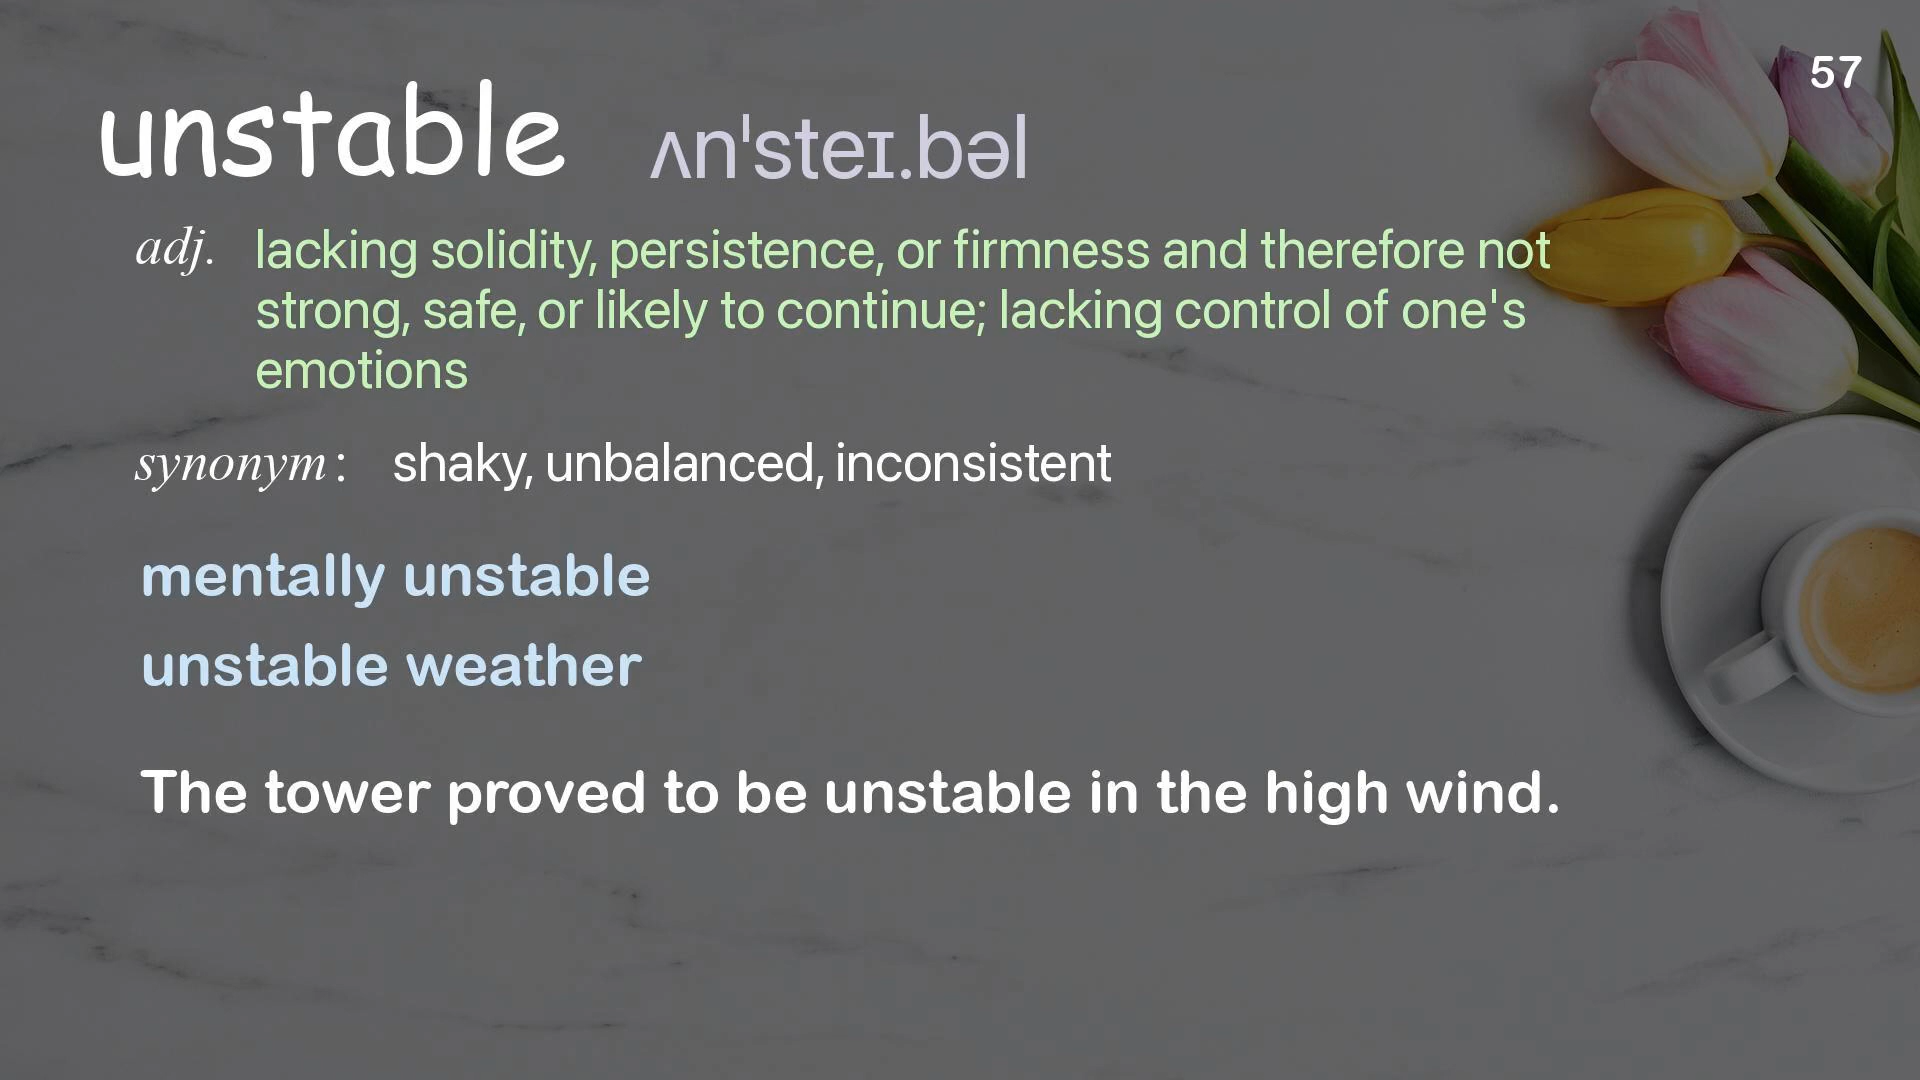 57
unstable ʌnˈsteɪ.bəl
adj. lacking solidity, persistence, or firmness and therefore not
strong, safe, or likely to continue; lacking control of one's
emotions
synonym: shaky, unbalanced, inconsistent
mentally unstable
unstable weather
The tower proved to be unstable in the high wind.